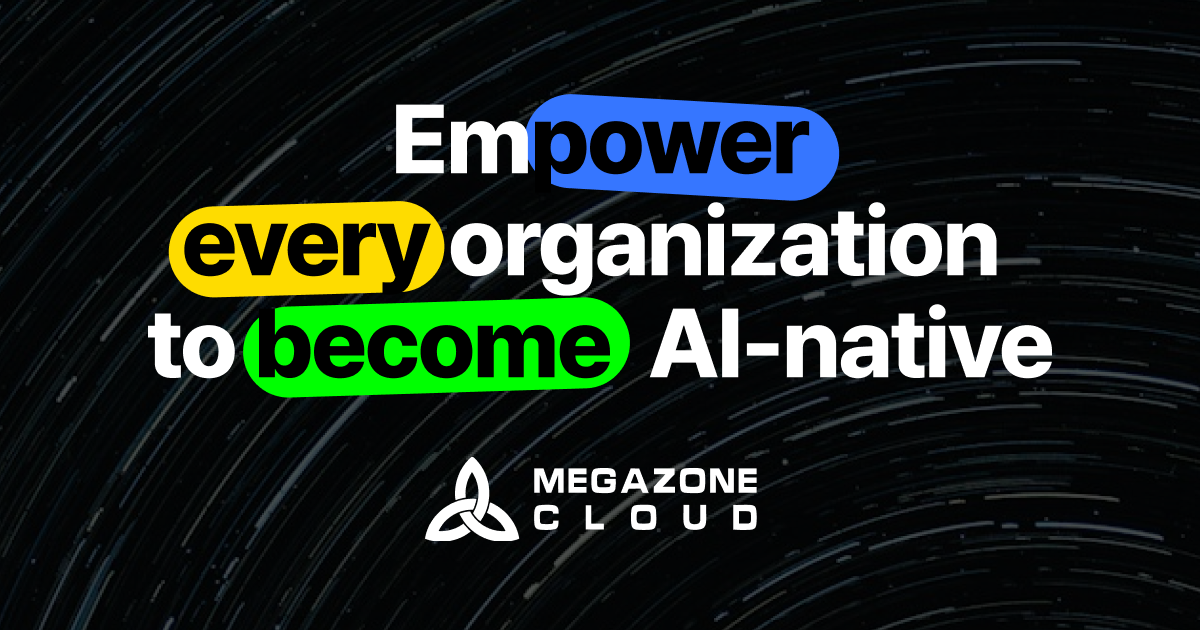 Empower
every organization
to become AI-native
MEGAZONE
CLOUD